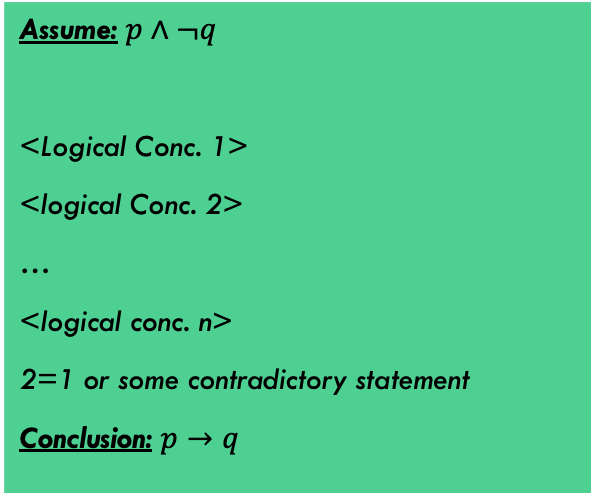 Assume: 𝑝 ∧ ¬𝑞
<Logical Conc. 1>
<logical Conc. 2>
...
<logical conc. n>
2=1 or some contradictory statement
Conclusion: 𝑝 → 𝑞